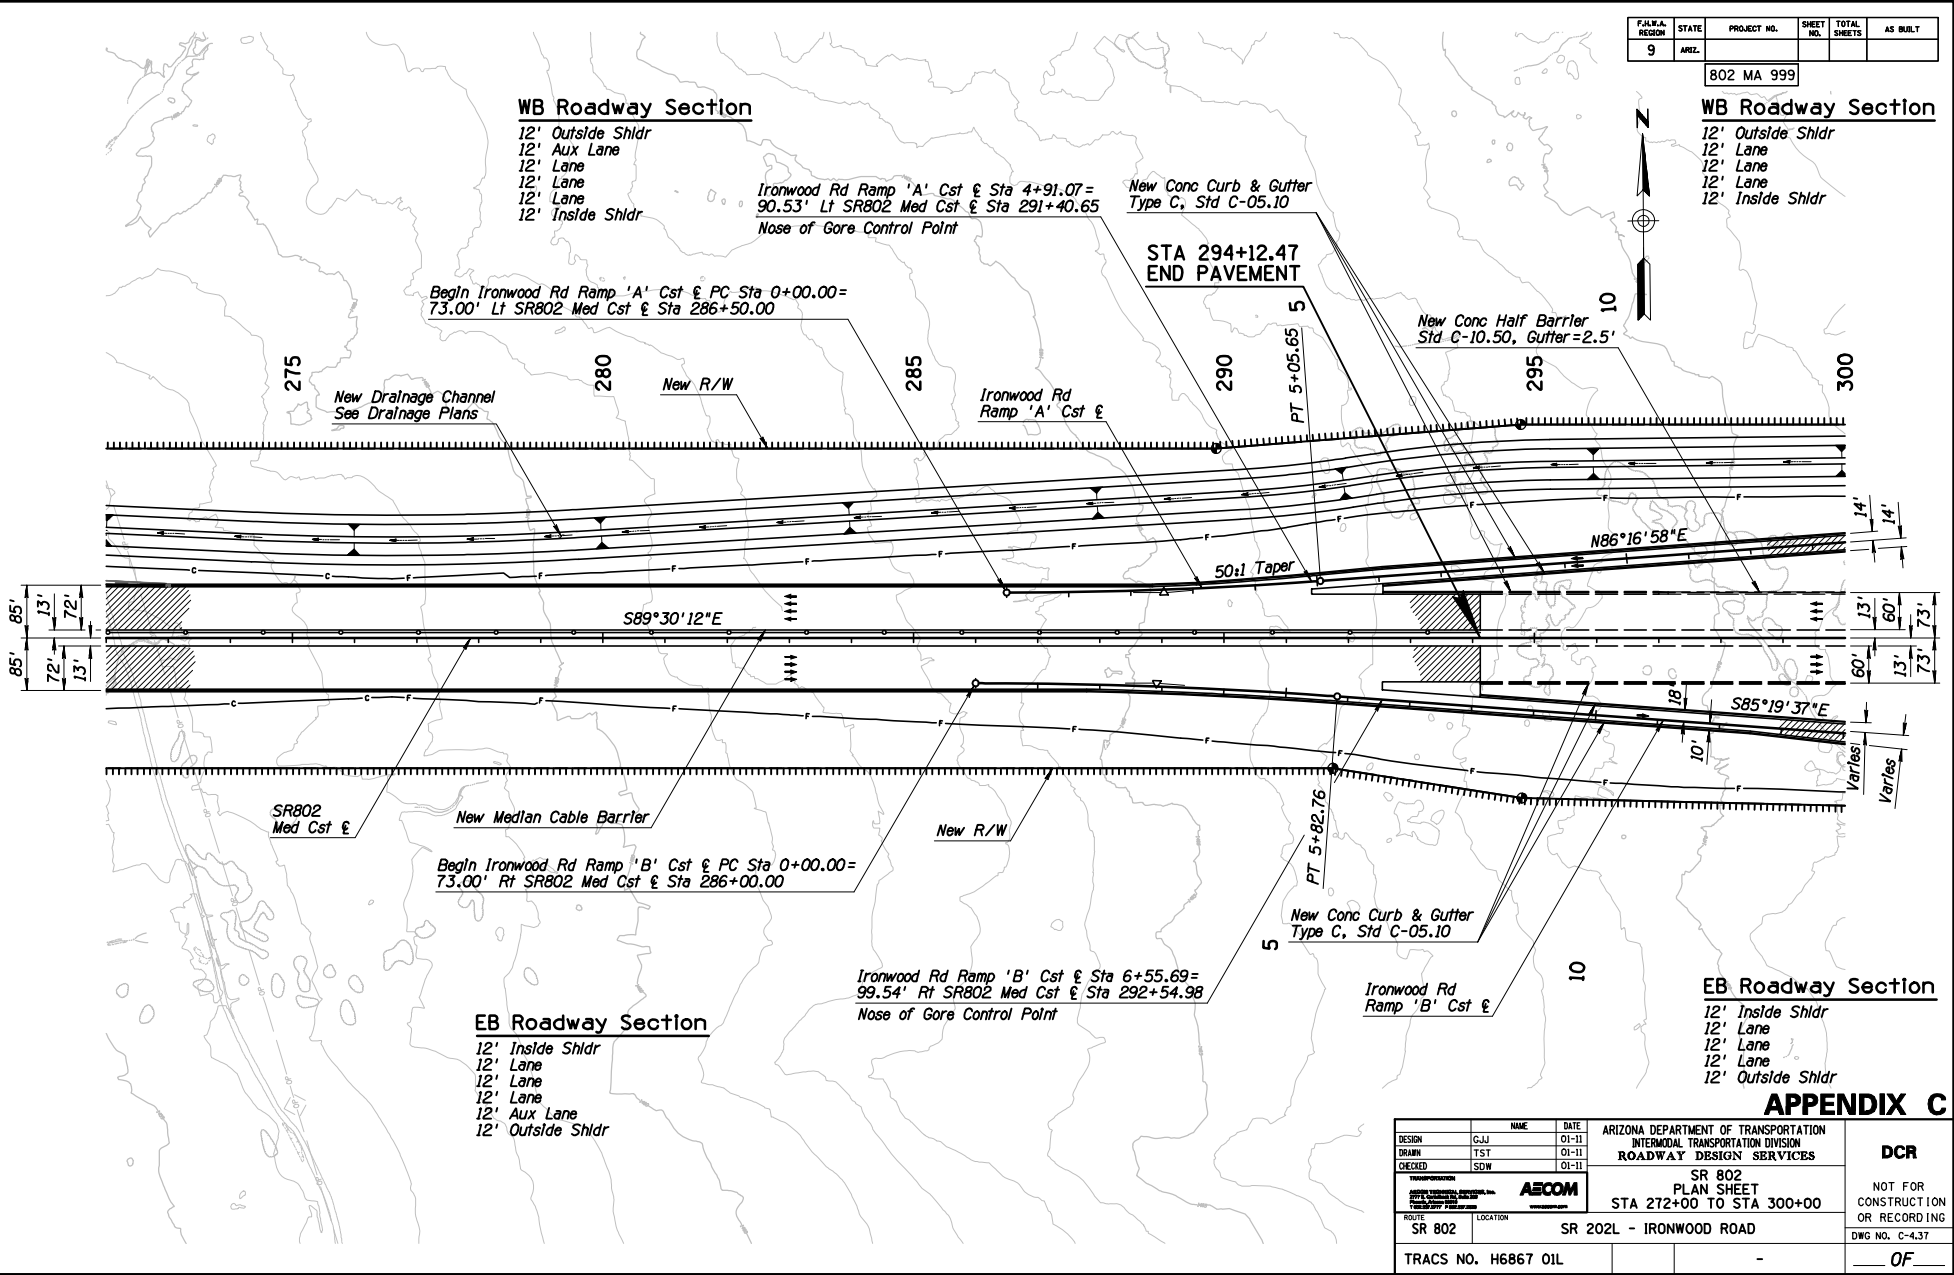 F.H.W.A. REGION STATE PROJECT NO. SHEET NO. TOTAL SHEETS AS BUILT
9 ARIZ.
802 MA 999
WB Roadway Section
12' Outside Shldr
12' Aux Lane
12' Lane
12' Lane
12' Lane
12' Inside Shldr
WB Roadway Section
12' Outside Shldr
12' Lane
12' Lane
12' Lane
12' Inside Shldr
N
Ironwood Rd Ramp 'A' Cst ℄ Sta 4+91.07=
90.53' Lt SR802 Med Cst ℄ Sta 291+40.65
Nose of Gore Control Point
New Conc Curb & Gutter
Type C, Std C-05.10
STA 294+12.47
END PAVEMENT
Begin Ironwood Rd Ramp 'A' Cst ℄ PC Sta 0+00.00=
73.00' Lt SR802 Med Cst ℄ Sta 286+50.00
New Conc Half Barrier
Std C-10.50, Gutter=2.5'
5
10
PT 5+05.65
275
280
285
290
295
300
New Drainage Channel
See Drainage Plans
New R/W
Ironwood Rd
Ramp 'A' Cst ℄
50:1 Taper
N86°16'58"E
14'
14'
S89°30'12"E
85'
13'
72'
85'
72'
13'
13'
60'
73'
60'
13'
73'
18'
S85°19'37"E
10'
Varies
Varies
C C C F F F F F F F F F F F F
C C F F F F F F F F F F
SR802
Med Cst ℄
New Median Cable Barrier
New R/W
Begin Ironwood Rd Ramp 'B' Cst ℄ PC Sta 0+00.00=
73.00' Rt SR802 Med Cst ℄ Sta 286+00.00
PT 5+82.76
New Conc Curb & Gutter
Type C, Std C-05.10
5
10
Ironwood Rd Ramp 'B' Cst ℄ Sta 6+55.69=
99.54' Rt SR802 Med Cst ℄ Sta 292+54.98
Nose of Gore Control Point
Ironwood Rd
Ramp 'B' Cst ℄
EB Roadway Section
12' Inside Shldr
12' Lane
12' Lane
12' Lane
12' Aux Lane
12' Outside Shldr
EB Roadway Section
12' Inside Shldr
12' Lane
12' Lane
12' Lane
12' Outside Shldr
APPENDIX C
NAME DATE
DESIGN GJJ 01-11
DRAWN TST 01-11
CHECKED SDW 01-11
TRANSPORTATION
AECOM
ARIZONA DEPARTMENT OF TRANSPORTATION
INTERMODAL TRANSPORTATION DIVISION
ROADWAY DESIGN SERVICES
SR 802
PLAN SHEET
STA 272+00 TO STA 300+00
DCR
NOT FOR
CONSTRUCTION
OR RECORDING
ROUTE
SR 802
LOCATION
SR 202L - IRONWOOD ROAD
DWG NO. C-4.37
TRACS NO. H6867 01L
-
OF